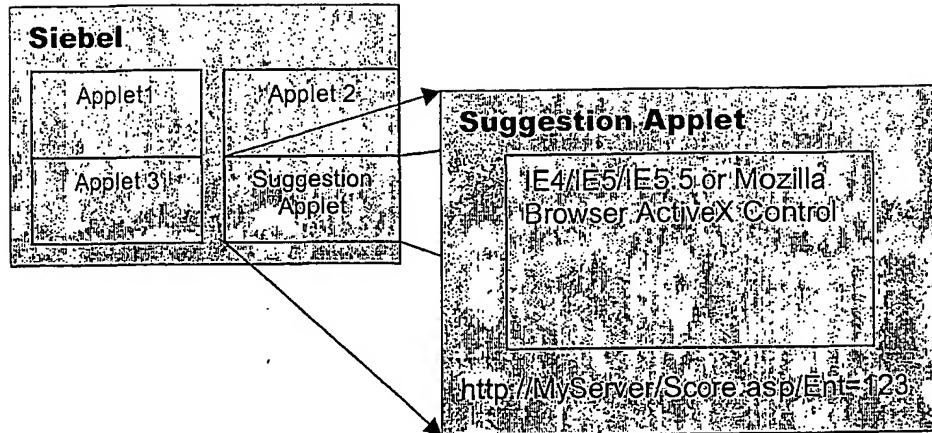 Siebel
Applet1
Applet 2
Applet 3
Suggestion
Applet
Suggestion Applet
IE4/IE5/IE5.5 or Mozilla
Browser ActiveX Control
http://MyServer/Score.asp/Ent=123